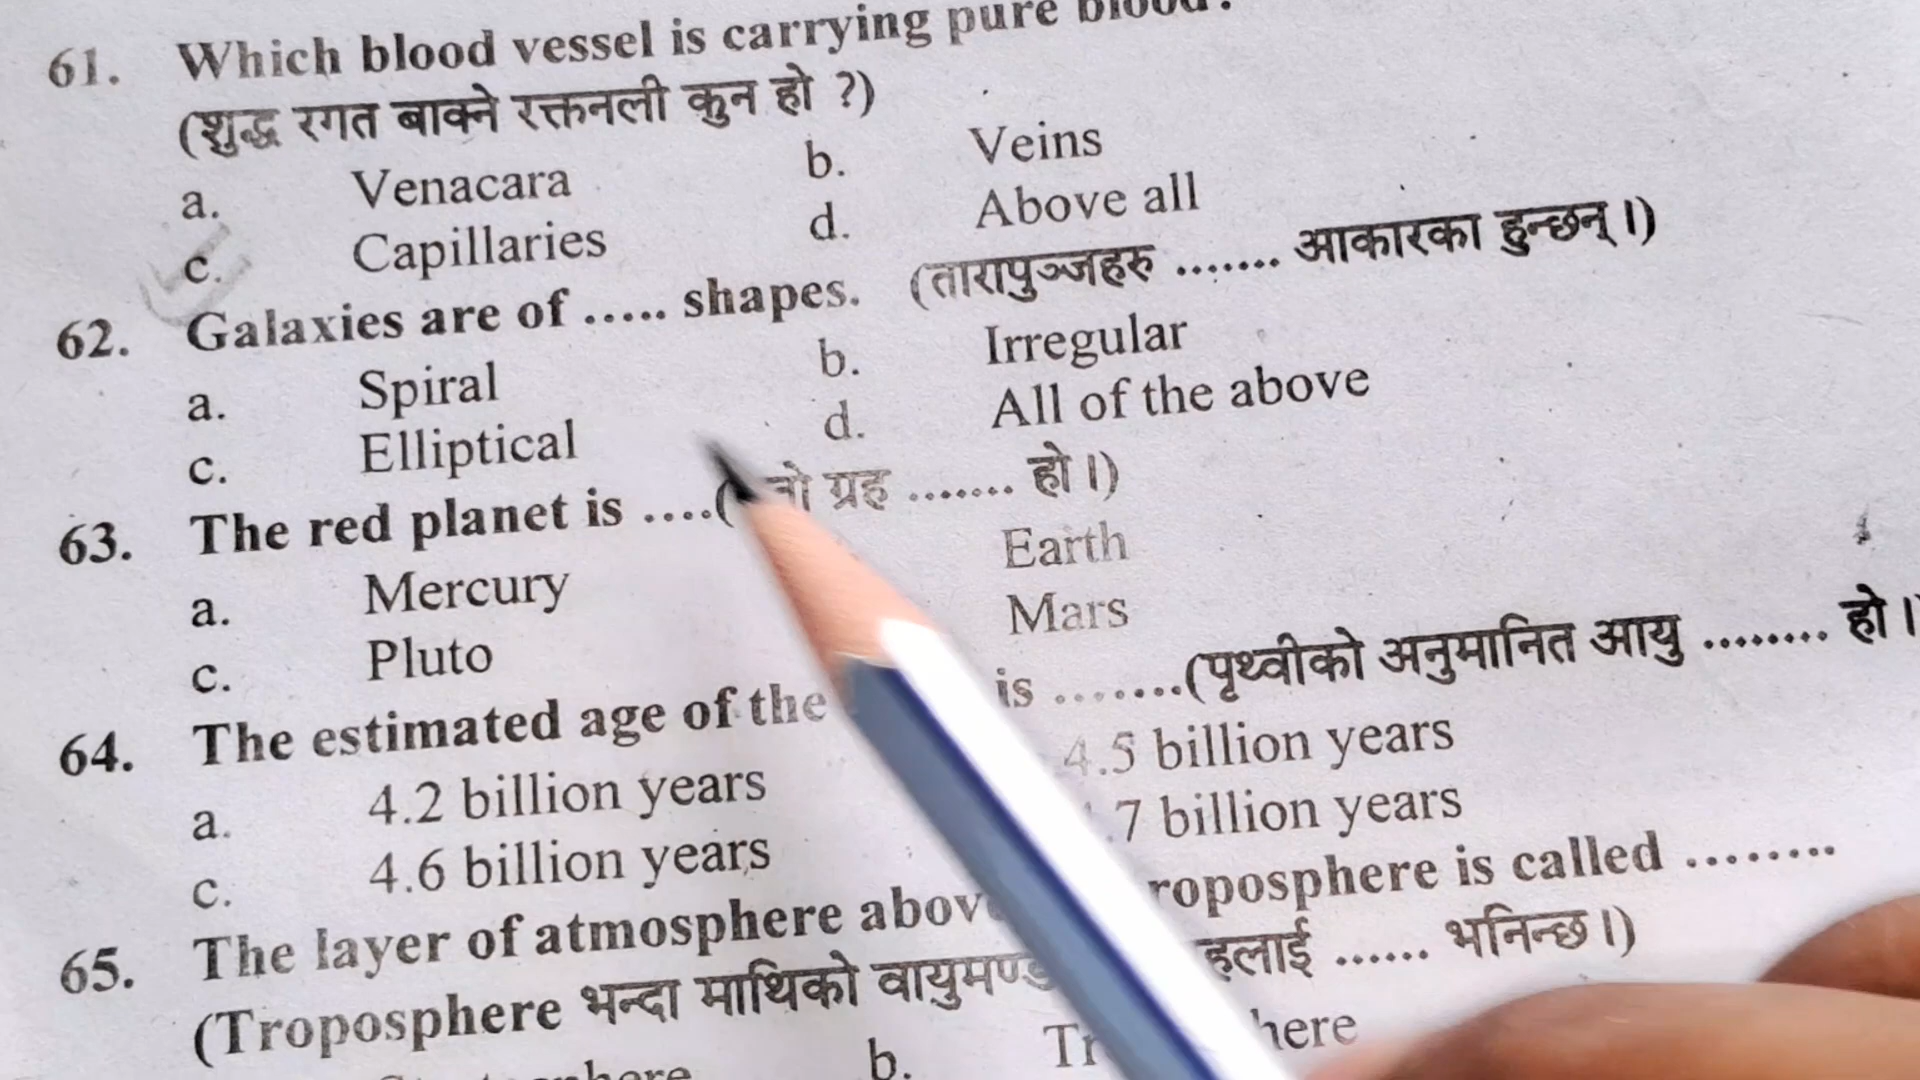 61. Which blood vessel is carrying pure blood?
(शुद्ध रगत बाक्ने रक्तनली कुन हो ?)
a. Venacara b. Veins
c. Capillaries d. Above all
62. Galaxies are of ..... shapes. (तारापुञ्जहरु ....... आकारका हुन्छन् ।)
a. Spiral b. Irregular
c. Elliptical d. All of the above
63. The red planet is ....( ग्रह ....... हो ।)
a. Mercury Earth
c. Pluto Mars
64. The estimated age of the is .......(पृथ्वीको अनुमानित आयु ........ हो ।
a. 4.2 billion years 4.5 billion years
c. 4.6 billion years .7 billion years
65. The layer of atmosphere above roposphere is called ........
(Troposphere भन्दा माथिको वायुमण्ड हलाई ...... भनिन्छ ।)
b.